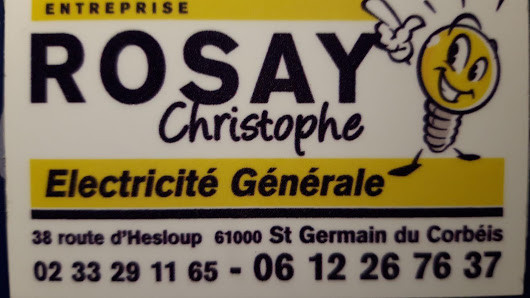 ENTREPRISE
ROSAY
Christophe
Electricité Générale
38 route d'Hesloup 61000 St Germain du Corbéis
02 33 29 11 65 - 06 12 26 76 37